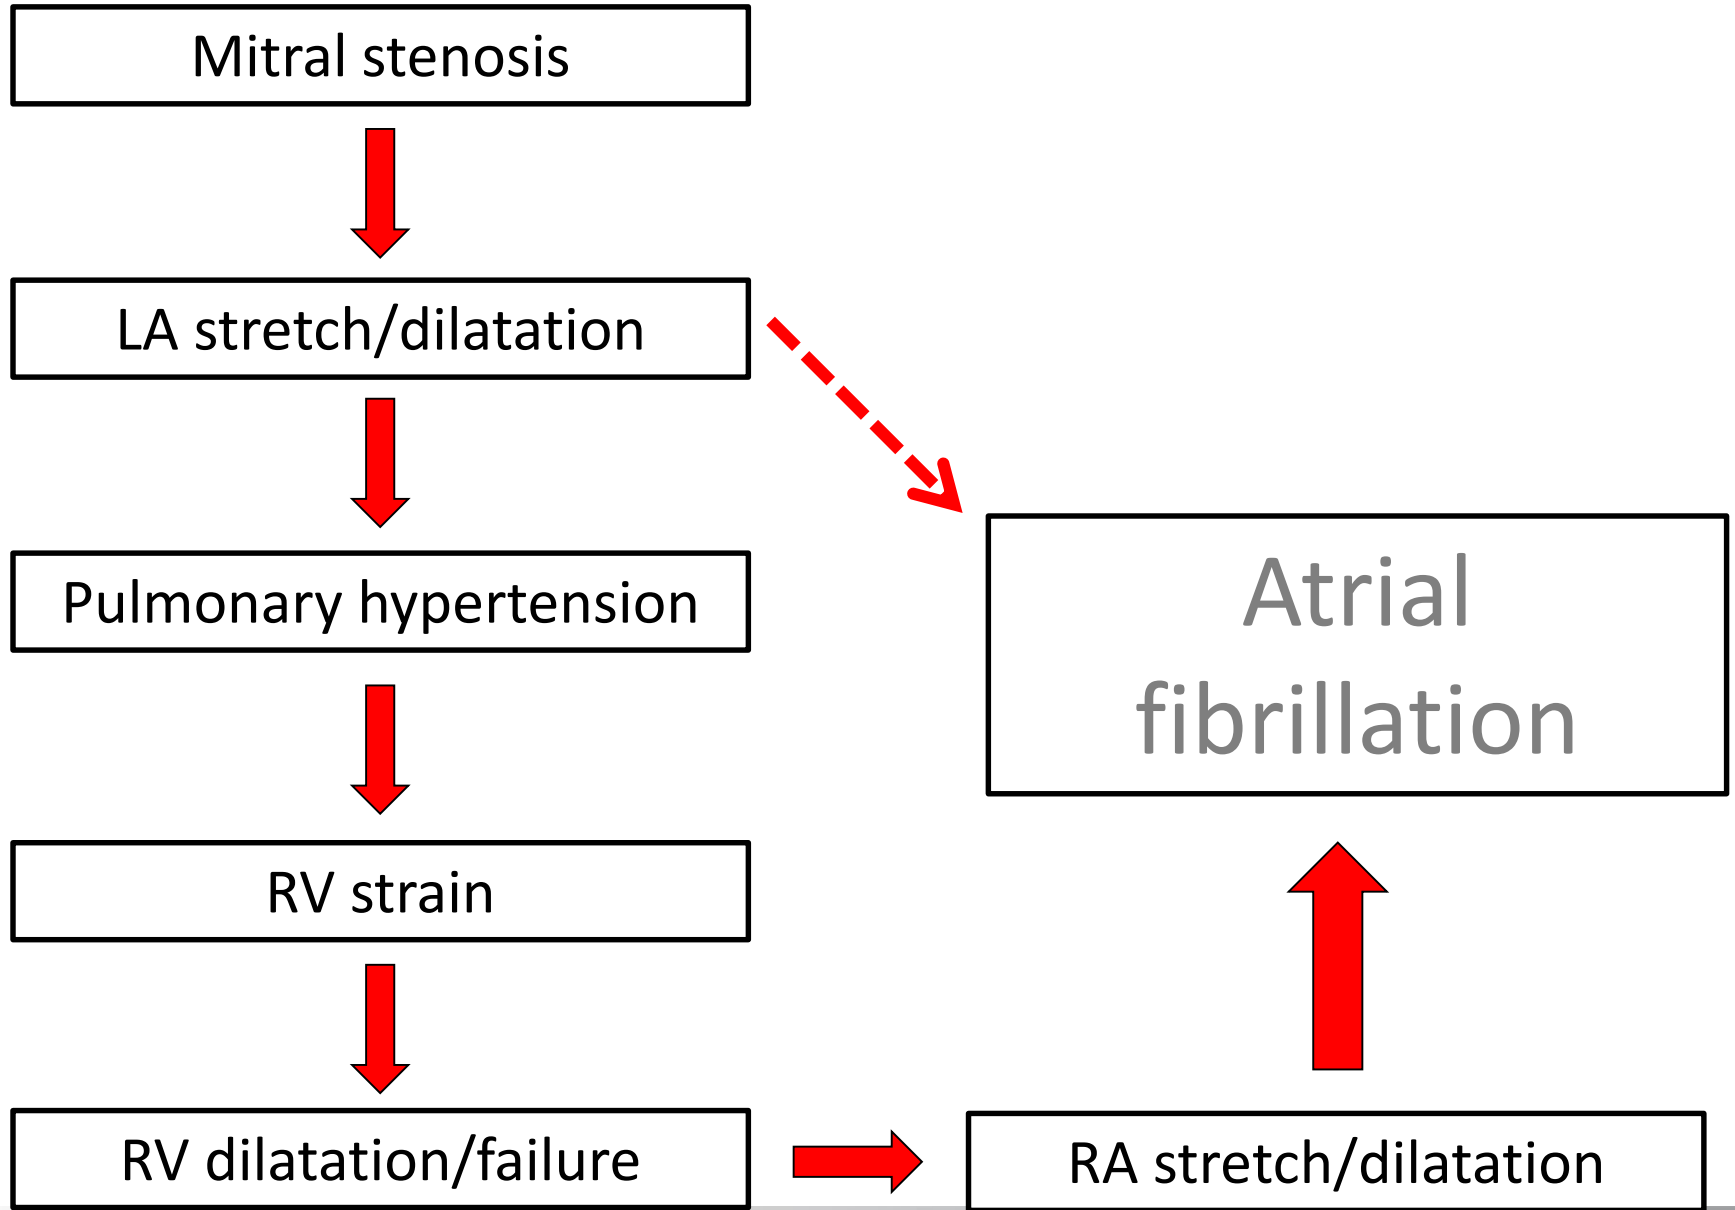 Mitral stenosis
LA stretch/dilatation
Pulmonary hypertension
Atrial
fibrillation
RV strain
RV dilatation/failure
RA stretch/dilatation